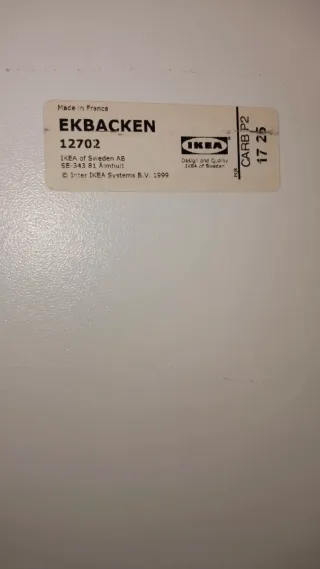 Made in France
EKBACKEN
12702
IKEA of Sweden AB
SE-343 81 Älmhult
© Inter IKEA Systems B.V. 1999
IKEA
®
Design and Quality
IKEA of Sweden
CARB P2
17 25